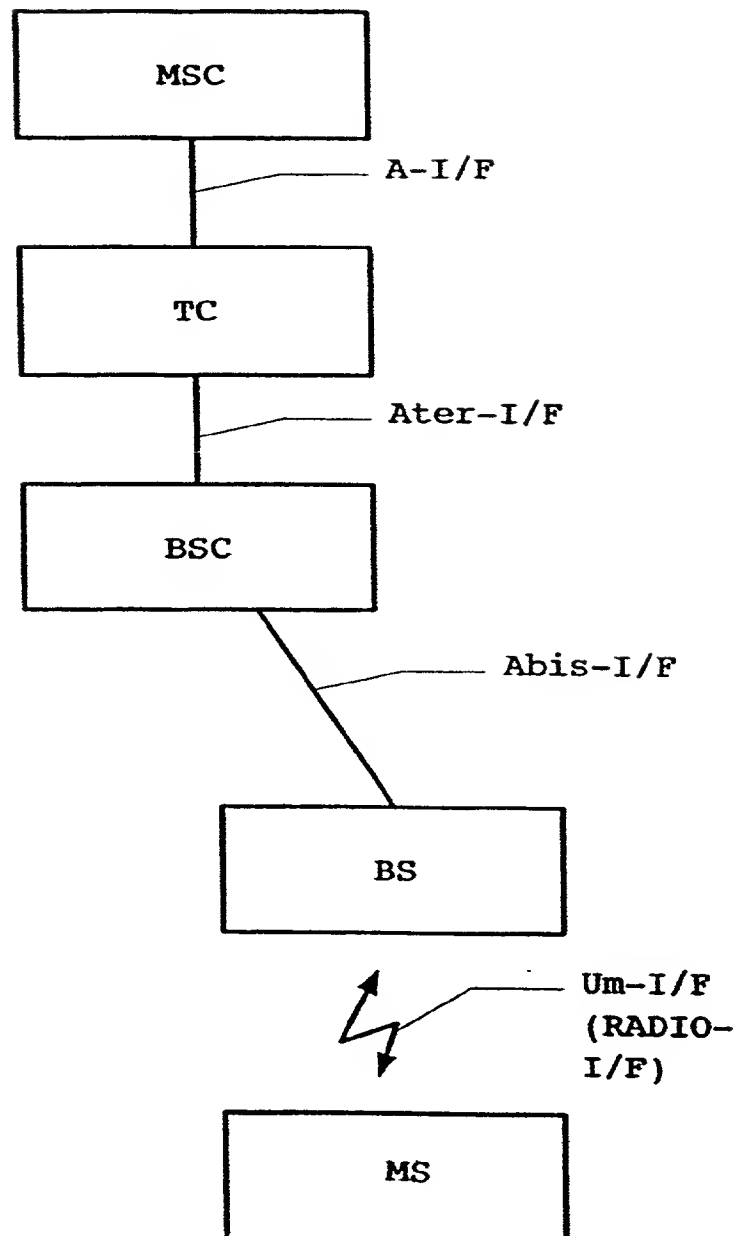 MSC
A-I/F
TC
Ater-I/F
BSC
Abis-I/F
BS
Um-I/F
(RADIO-
I/F)
MS